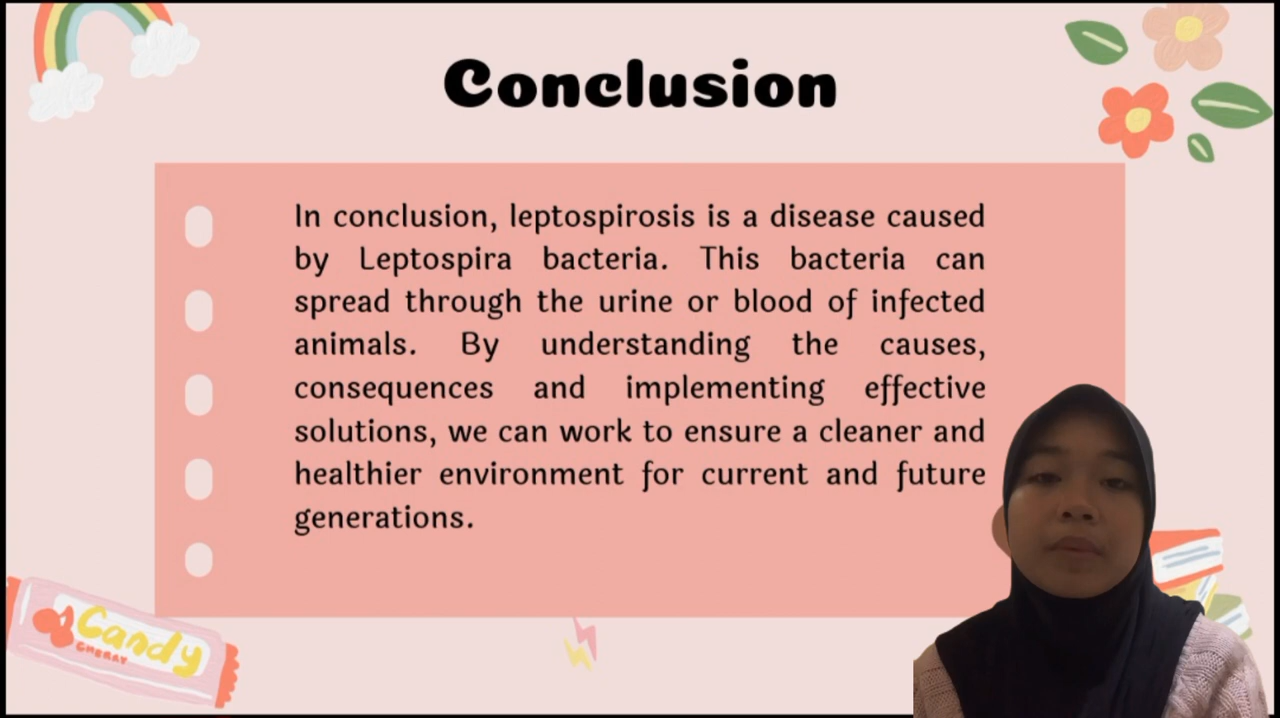 Conclusion
In conclusion, leptospirosis is a disease caused
by Leptospira bacteria. This bacteria can
spread through the urine or blood of infected
animals. By understanding the causes,
consequences and implementing effective
solutions, we can work to ensure a cleaner and
healthier environment for current and future
generations.
Candy
CHERRY